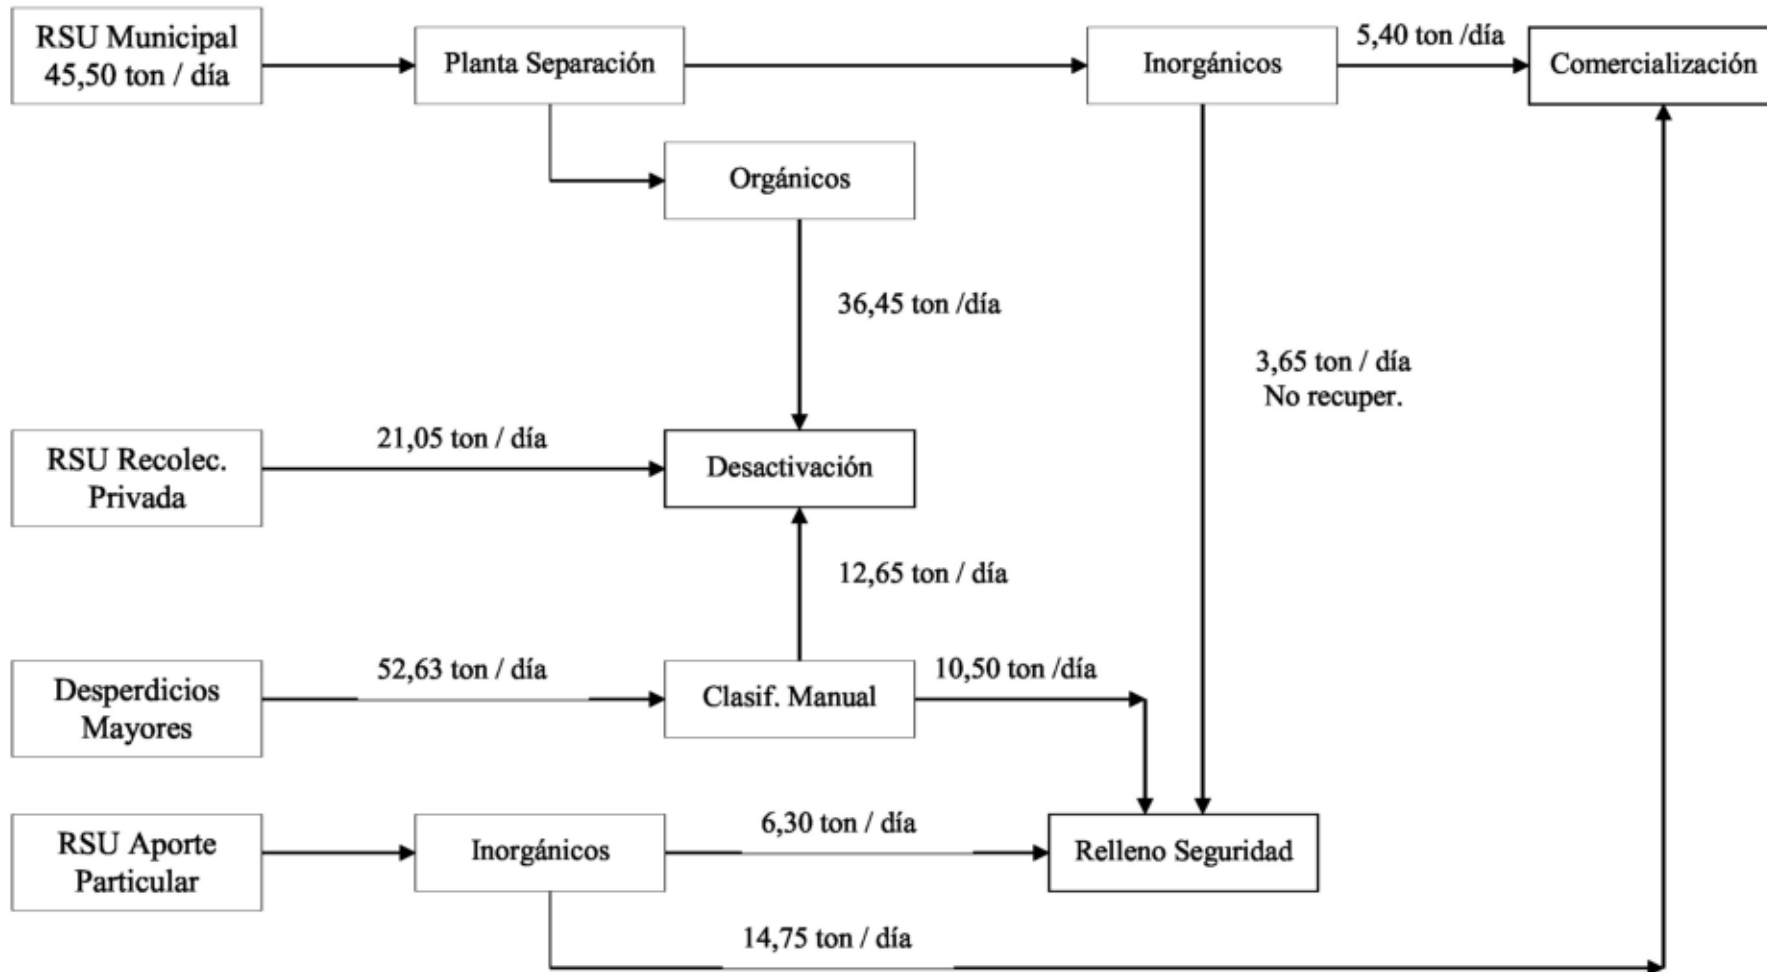 RSU Municipal
45,50 ton / día
Planta Separación
Inorgánicos
5,40 ton /día
Comercialización
Orgánicos
36,45 ton /día
3,65 ton / día
No recuper.
RSU Recolec.
Privada
21,05 ton / día
Desactivación
12,65 ton / día
Desperdicios
Mayores
52,63 ton / día
Clasif. Manual
10,50 ton /día
RSU Aporte
Particular
Inorgánicos
6,30 ton / día
Relleno Seguridad
14,75 ton / día